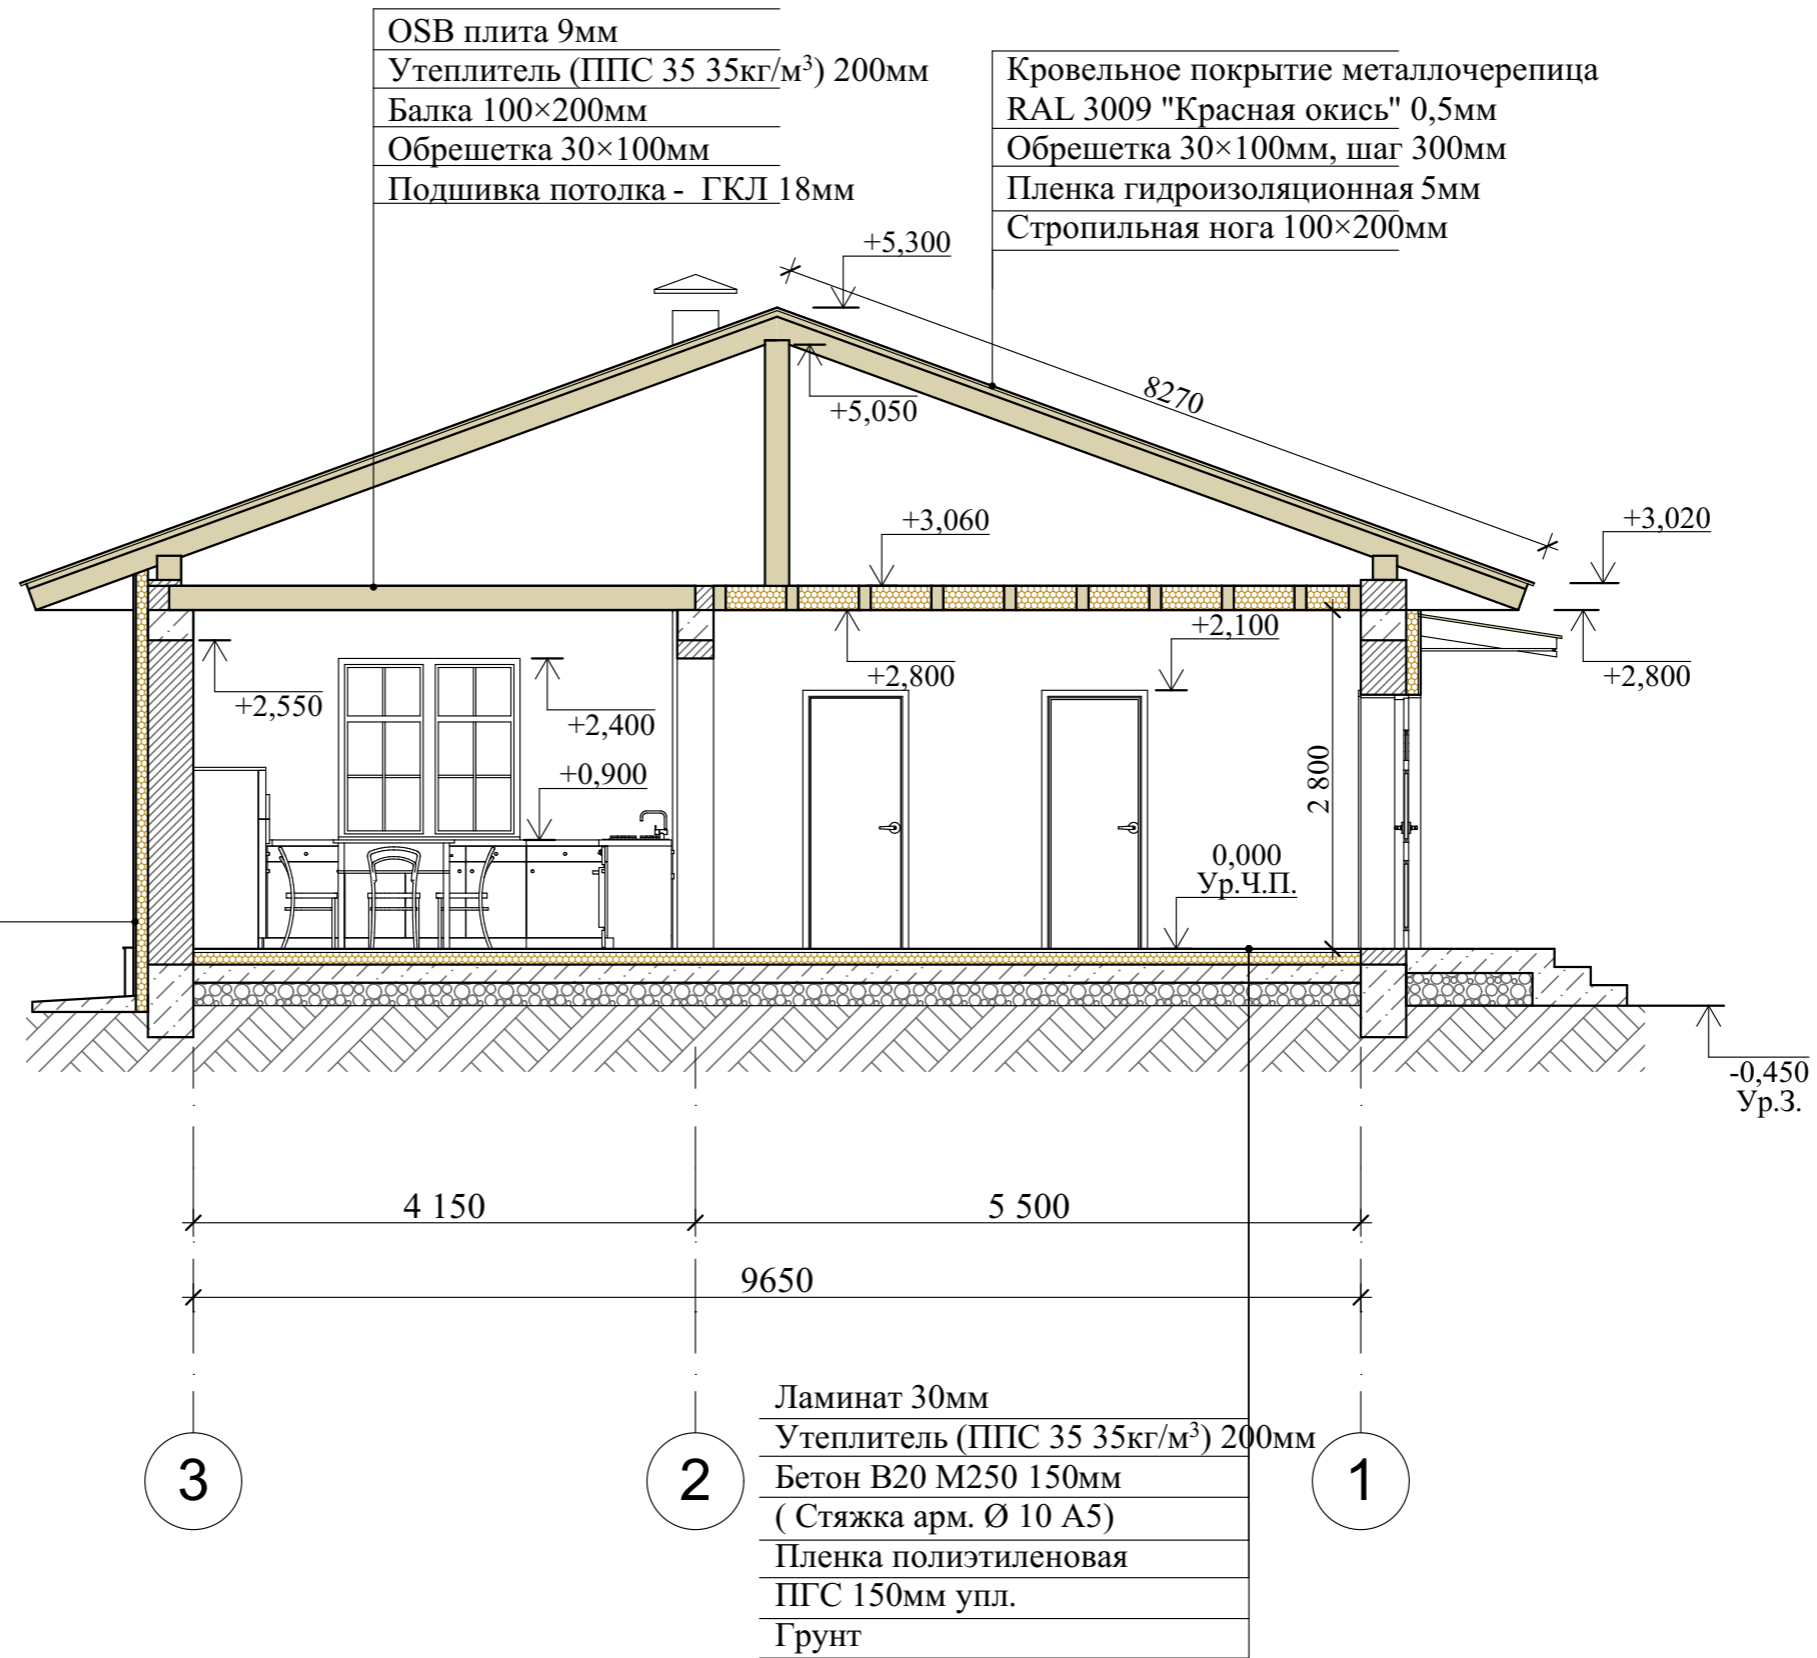 OSB плита 9мм
Утеплитель (ППС 35 35кг/м³) 200мм
Балка 100×200мм
Обрешетка 30×100мм
Подшивка потолка - ГКЛ 18мм
Кровельное покрытие металлочерепица
RAL 3009 "Красная окись" 0,5мм
Обрешетка 30×100мм, шаг 300мм
Пленка гидроизоляционная 5мм
Стропильная нога 100×200мм
+5,300
+5,050
8270
+3,060
+3,020
+2,100
+2,800
+2,800
+2,550
+2,400
+0,900
2 800
0,000
Ур.Ч.П.
-0,450
Ур.З.
4 150
5 500
9650
3
2
1
Ламинат 30мм
Утеплитель (ППС 35 35кг/м³) 200мм
Бетон В20 М250 150мм
( Стяжка арм. Ø 10 А5)
Пленка полиэтиленовая
ПГС 150мм упл.
Грунт